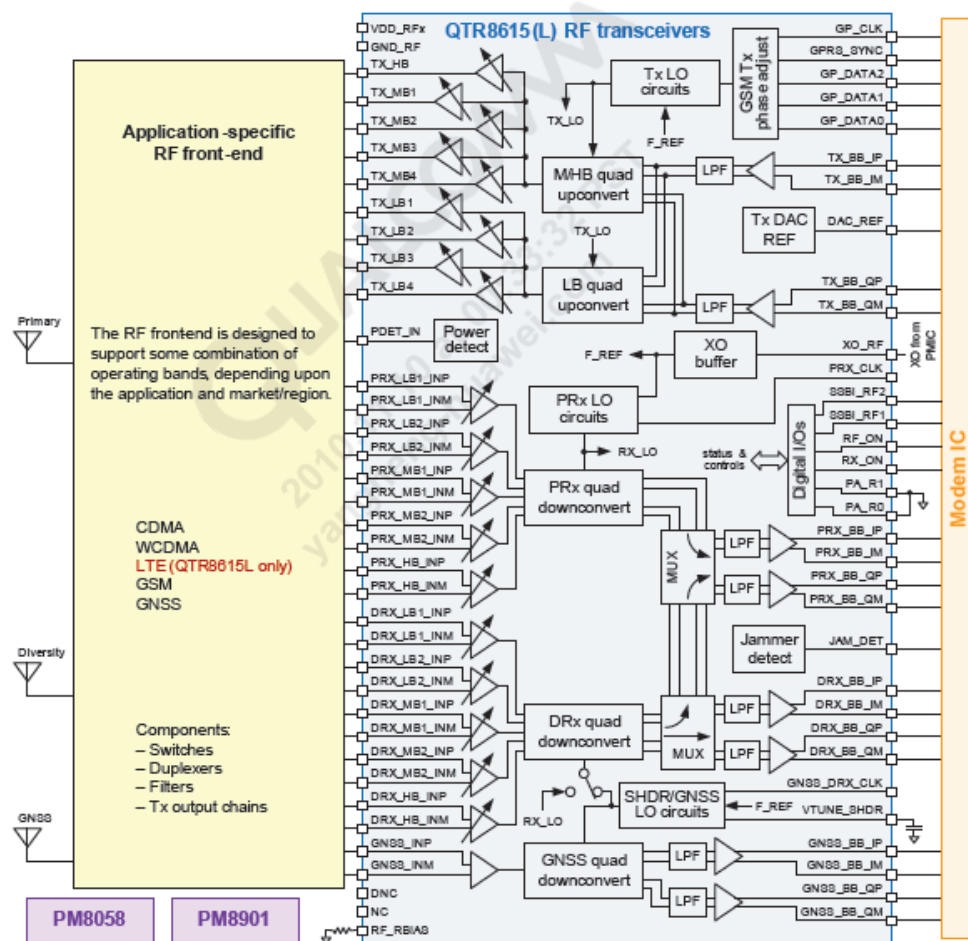 QTR8615(L) RF transceivers
VDD_RFx
GND_RF
TX_HB
TX_MB1
TX_MB2
TX_MB3
TX_MB4
TX_LB1
TX_LB2
TX_LB3
TX_LB4
PDET_IN
PRX_LB1_INP
PRX_LB1_INM
PRX_LB2_INP
PRX_LB2_INM
PRX_MB1_INP
PRX_MB1_INM
PRX_MB2_INP
PRX_MB2_INM
PRX_HB_INP
PRX_HB_INM
DRX_LB1_INP
DRX_LB1_INM
DRX_LB2_INP
DRX_LB2_INM
DRX_MB1_INP
DRX_MB1_INM
DRX_MB2_INP
DRX_MB2_INM
DRX_HB_INP
DRX_HB_INM
GNSS_INP
GNSS_INM
DNC
NC
RF_RBIAS
Application-specific
RF front-end
The RF frontend is designed to
support some combination of
operating bands, depending upon
the application and market/region.
CDMA
WCDMA
LTE (QTR8615L only)
GSM
GNSS
Components:
– Switches
– Duplexers
– Filters
– Tx output chains
Primary
Diversity
GNSS
PM8058
PM8901
Tx LO
circuits
TX_LO
F_REF
GSM Tx
phase adjust
M/HB quad
upconvert
LPF
TX_LO
Tx DAC
REF
LB quad
upconvert
LPF
Power
detect
F_REF
XO
buffer
PRx LO
circuits
RX_LO
status &
controls
Digital I/Os
PRx quad
downconvert
MUX
LPF
LPF
Jammer
detect
DRx quad
downconvert
MUX
LPF
LPF
RX_LO
SHDR/GNSS
LO circuits
F_REF
GNSS quad
downconvert
LPF
LPF
GP_CLK
GPRS_SYNC
GP_DATA2
GP_DATA1
GP_DATA0
TX_BB_IP
TX_BB_IM
DAC_REF
TX_BB_QP
TX_BB_QM
XO_RF
XO from
PMIC
PRX_CLK
SSBI_RF2
SSBI_RF1
RF_ON
RX_ON
PA_R1
PA_R0
PRX_BB_IP
PRX_BB_IM
PRX_BB_QP
PRX_BB_QM
JAM_DET
DRX_BB_IP
DRX_BB_IM
DRX_BB_QP
DRX_BB_QM
GNSS_DRX_CLK
VTUNE_SHDR
GNSS_BB_IP
GNSS_BB_IM
GNSS_BB_QP
GNSS_BB_QM
Modem IC
QUALCOMM